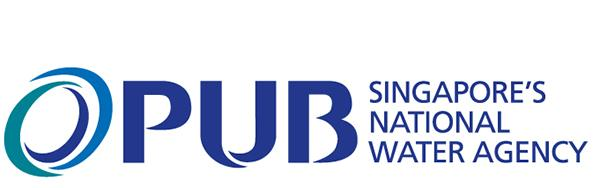 PUB
SINGAPORE'S
NATIONAL
WATER AGENCY